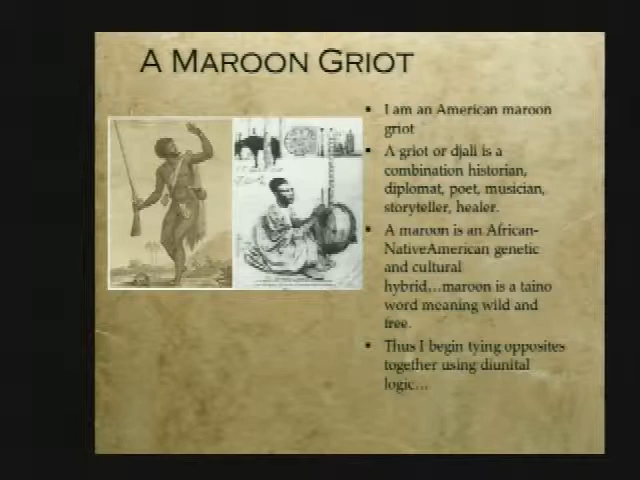 A MAROON GRIOT
I am an American maroon
griot
A griot or djali is a
combination historian,
diplomat, poet, musician,
storyteller, healer.
A maroon is an African-
NativeAmerican genetic
and cultural
hybrid…maroon is a taino
word meaning wild and
free.
Thus I begin tying opposites
together using diunital
logic…